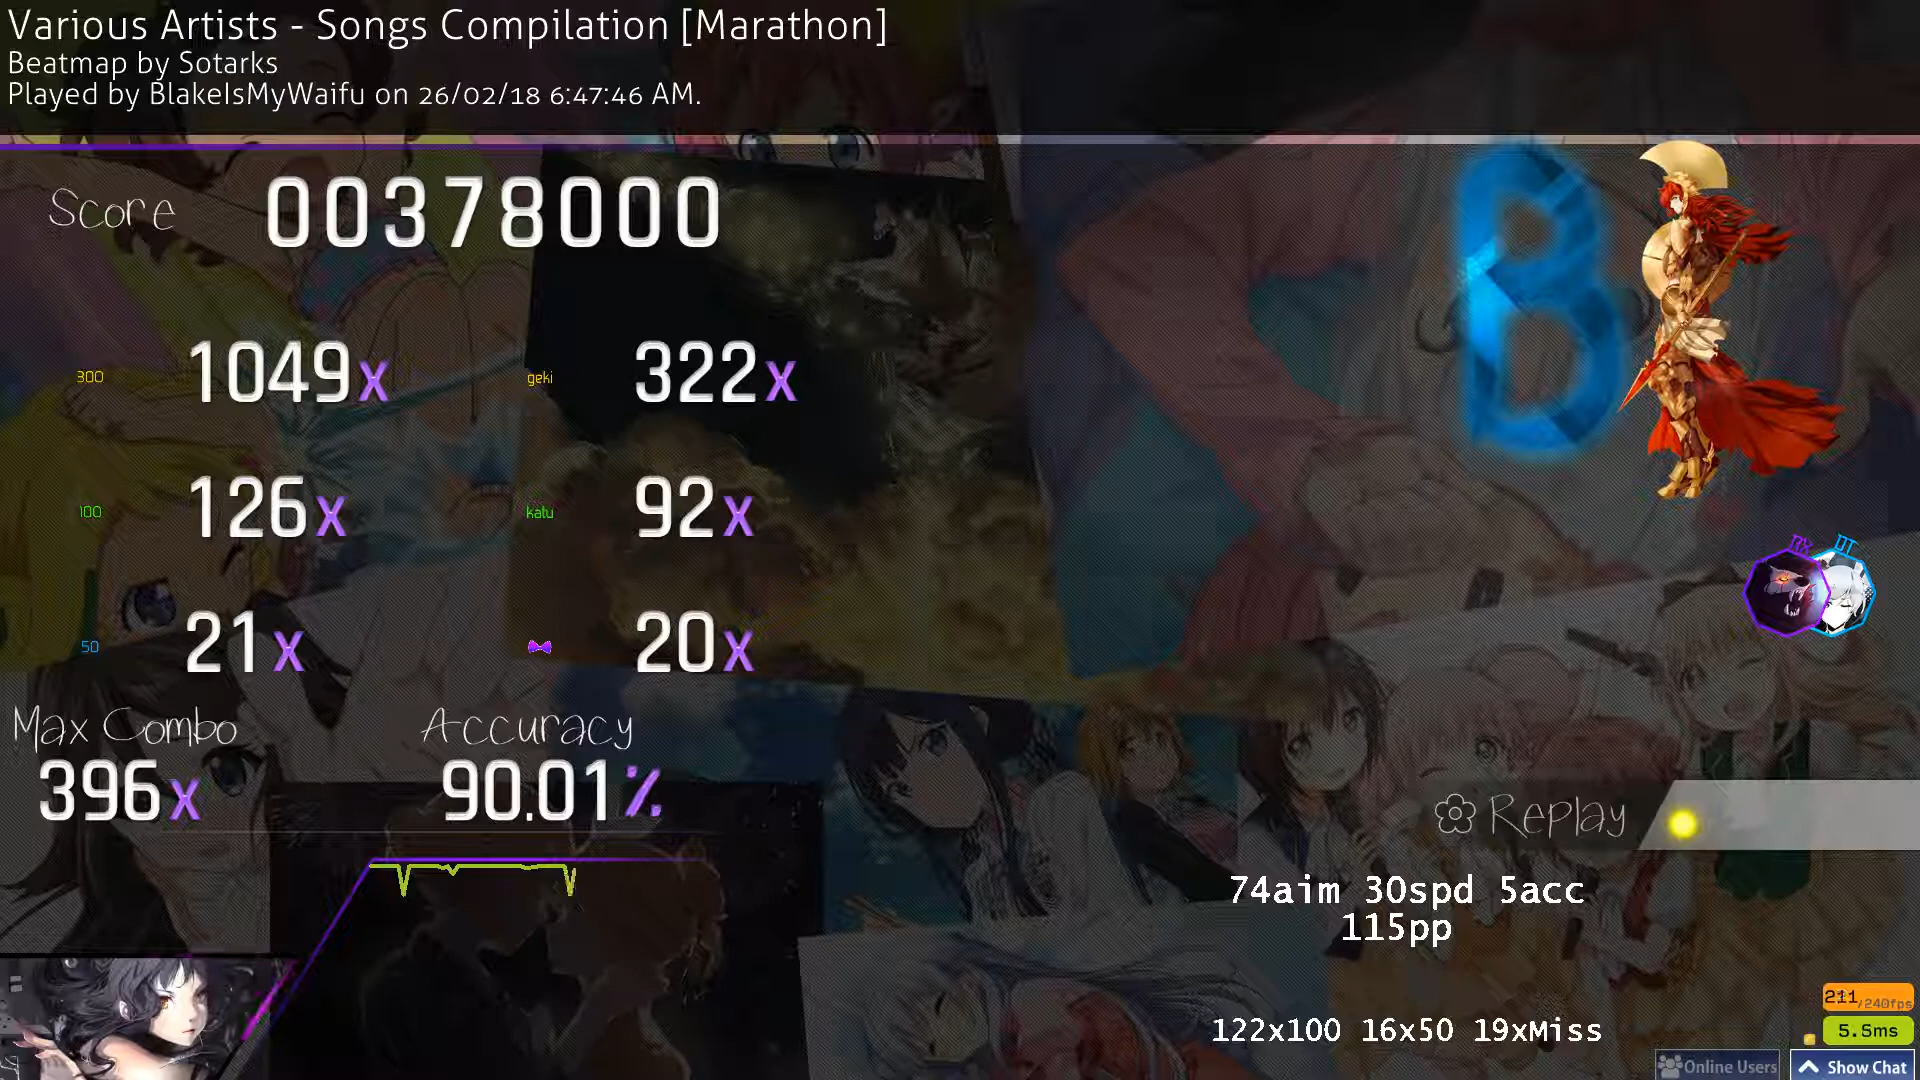 Various Artists - Songs Compilation [Marathon]
Beatmap by Sotarks
Played by BlakeIsMyWaifu on 26/02/18 6:47:46 AM.
Score 00378000
300 1049x geki 322x
100 126x katu 92x
50 21x 20x
Max Combo Accuracy
396x 90.01%
B
RX DT
Replay
74aim 30spd 5acc
115pp
122x100 16x50 19xMiss
211/240fps
5.5ms
Online Users Show Chat